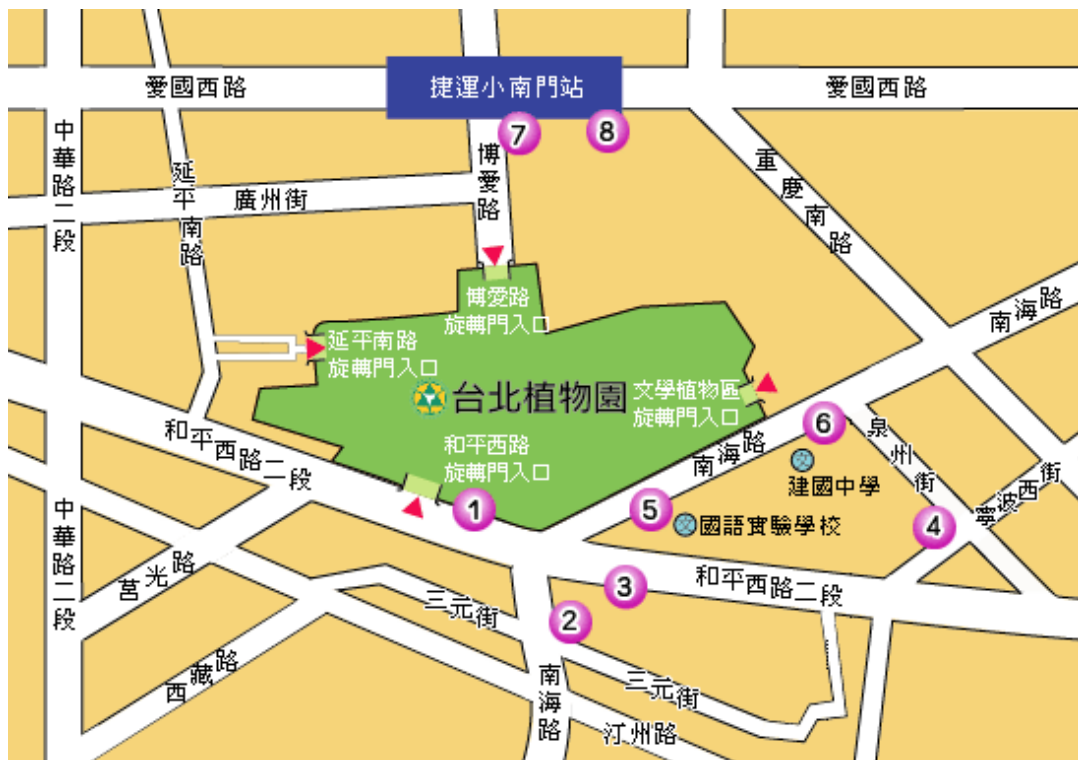 愛國西路
捷運小南門站
愛國西路
7
8
中華路二段
延平南路
博愛路
重慶南路
廣州街
博愛路
旋轉門入口
南海路
延平南路
旋轉門入口
台北植物園
文學植物區
旋轉門入口
和平西路
旋轉門入口
和平西路二段
南海路
6
泉州街
文
建國中學
1
5
文
國語實驗學校
4
寧波西街
中華路二段
莒光路
三元街
3
和平西路二段
2
西藏路
南海路
三元街
汀州路